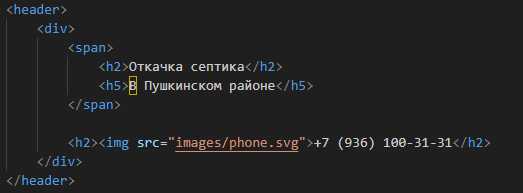 <header>
<div>
<span>
<h2>Откачка септика</h2>
<h5>В Пушкинском районе</h5>
</span>
<h2><img src="images/phone.svg">+7 (936) 100-31-31</h2>
</div>
</header>